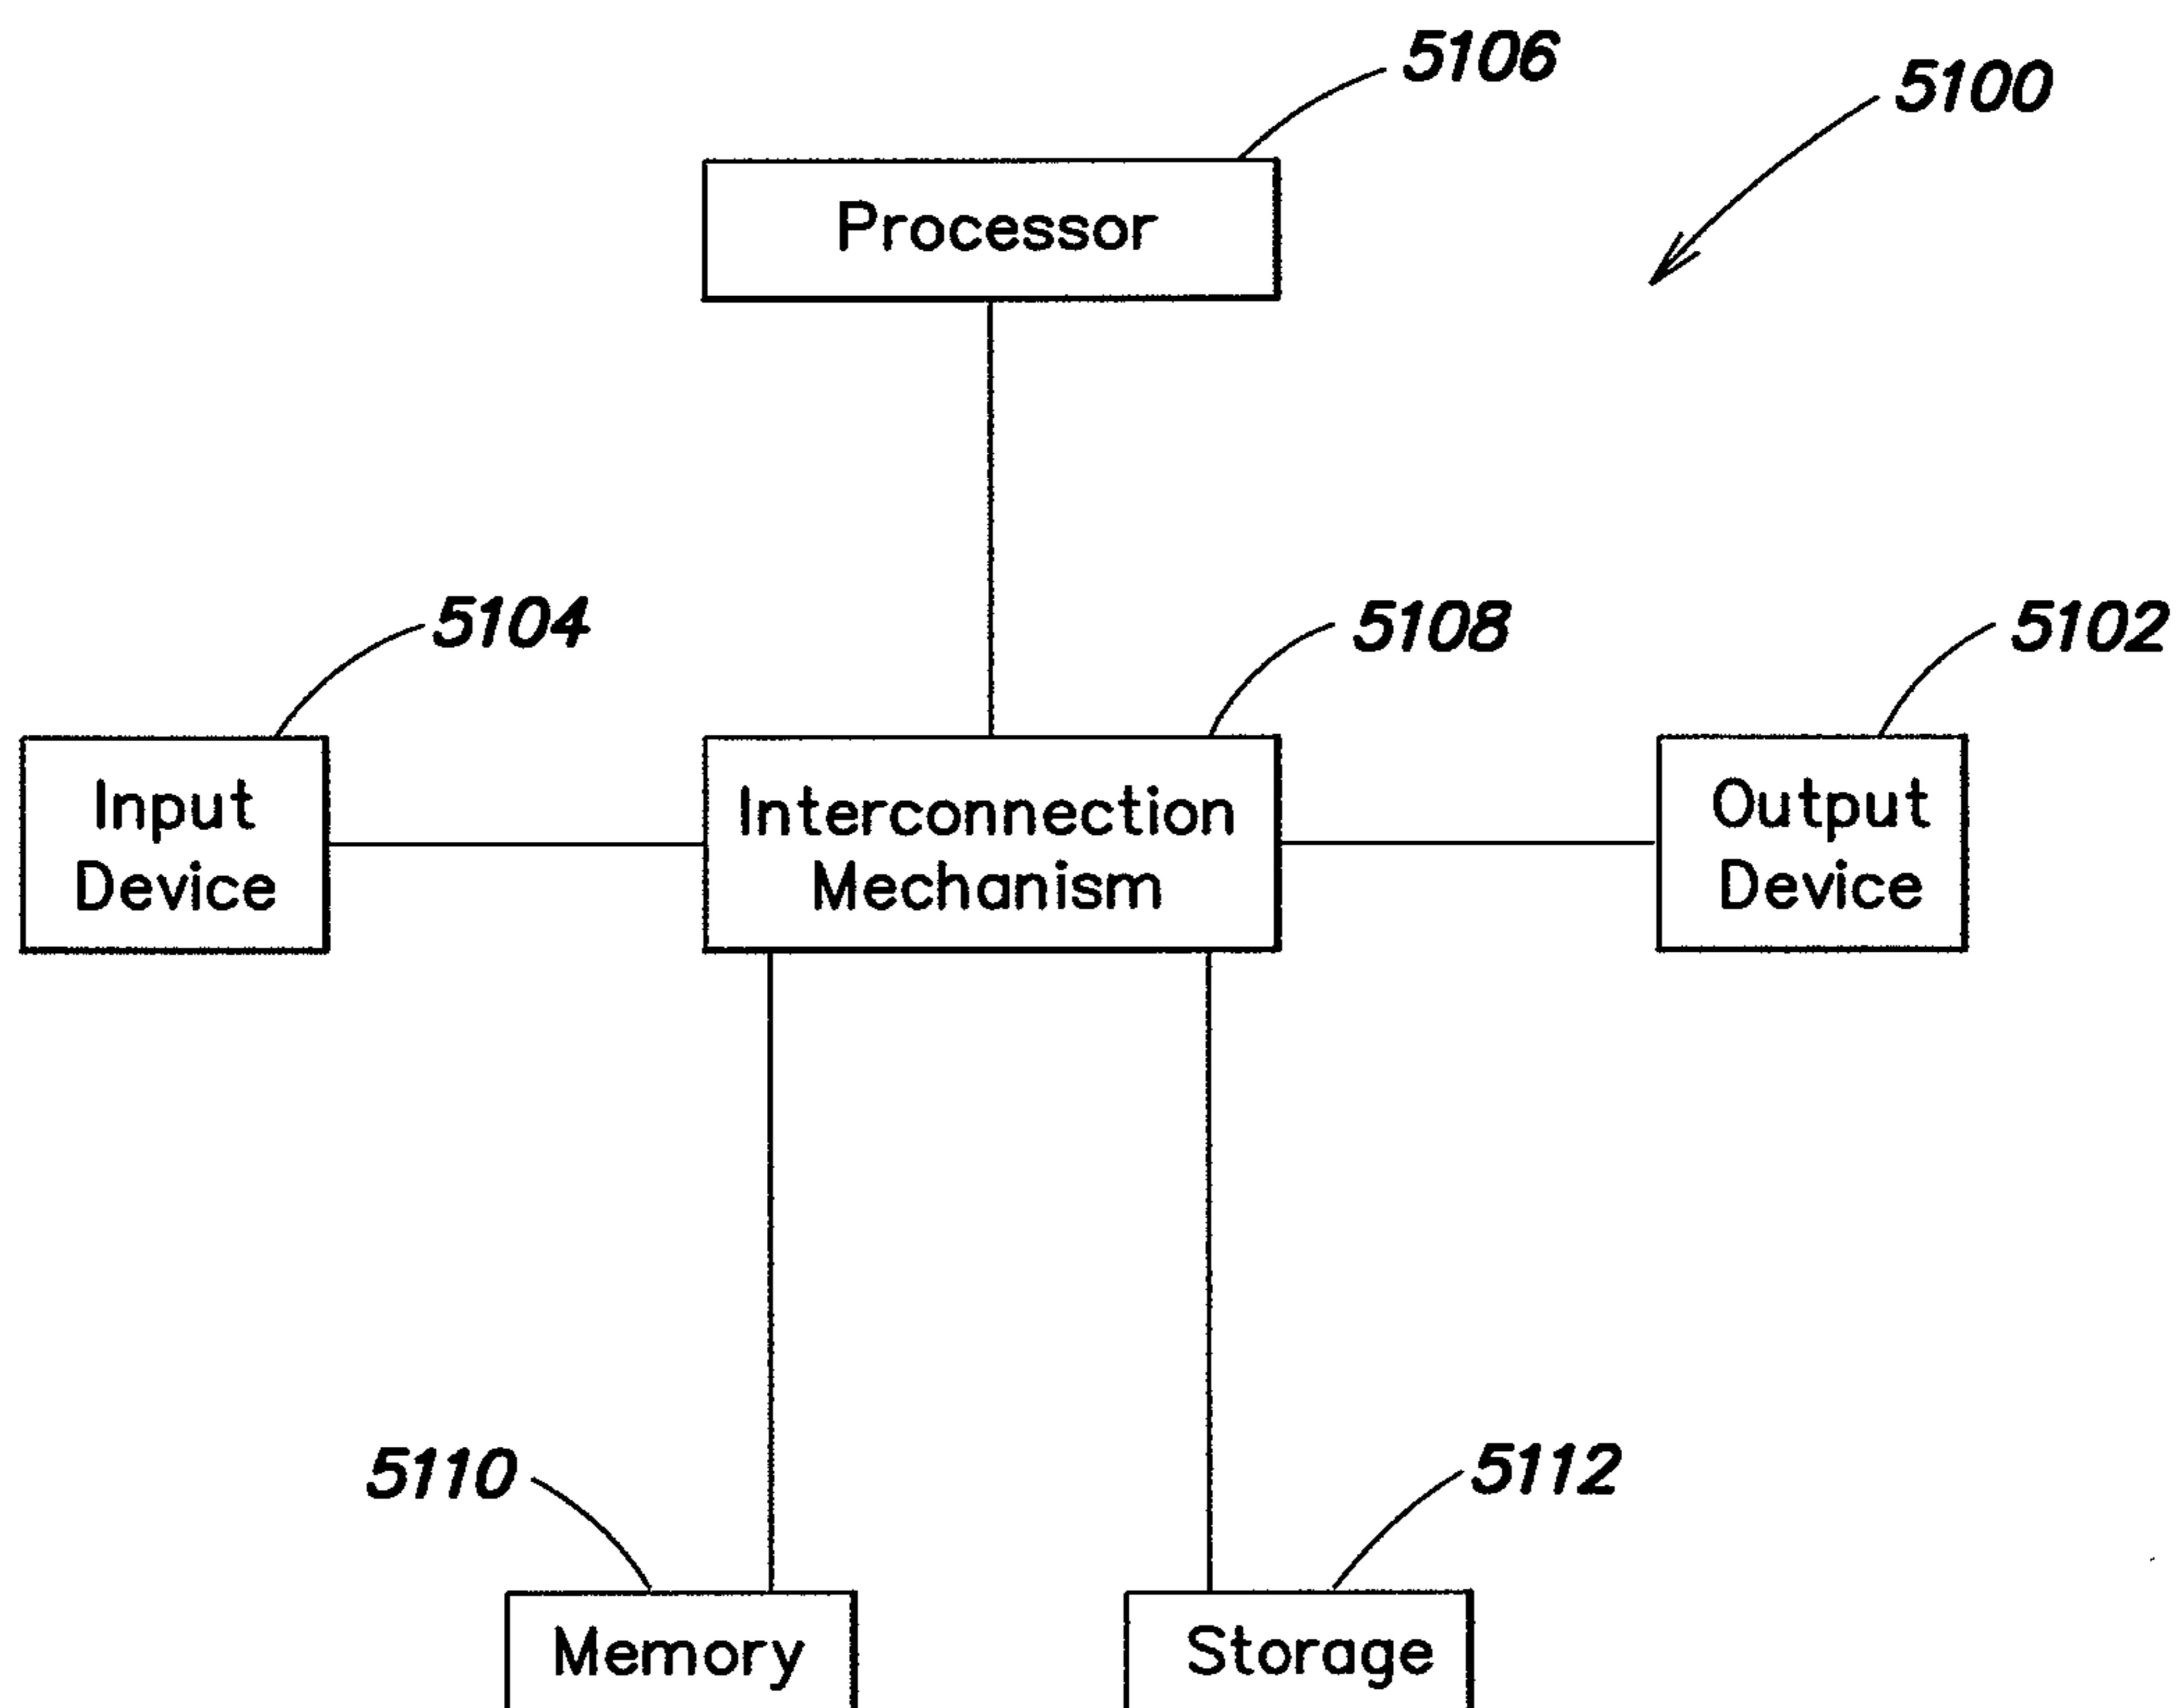 5106
5100
Processor
5104
5108
5102
Input
Device
Interconnection
Mechanism
Output
Device
5110
5112
Memory
Storage